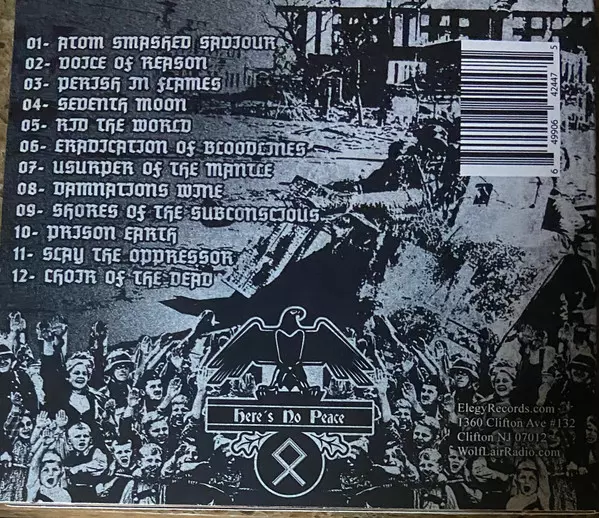 01- Atom Smashed Saviour
02- Voice of Reason
03- Perish in Flames
04- Seventh Moon
05- Rid the World
06- Eradication of Bloodlines
07- Usurper of the Mantle
08- Damnations Wine
09- Shores of the Subconscious
10- Prison Earth
11- Slay the Oppressor
12- Choir of the Dead
6 49906 42447 5
Here's No Peace
ElegyRecords.com
1360 Clifton Ave #132
Clifton NJ 07012
WolfLairRadio.com